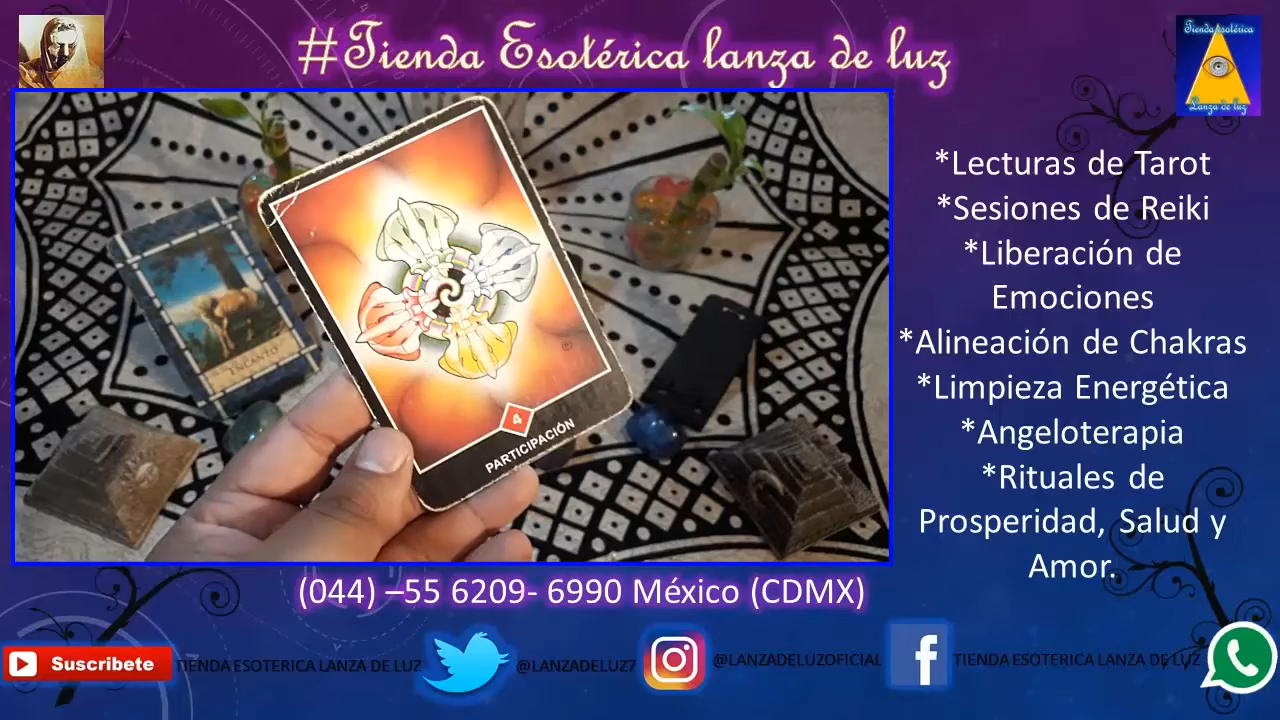 #Tienda Esotérica lanza de luz
Tienda Esotérica
Lanza de luz
ENCANTO
4
PARTICIPACIÓN
*Lecturas de Tarot
*Sesiones de Reiki
*Liberación de
Emociones
*Alineación de Chakras
*Limpieza Energética
*Angeloterapia
*Rituales de
Prosperidad, Salud y
Amor.
(044) –55 6209- 6990 México (CDMX)
Suscribete
TIENDA ESOTERICA LANZA DE LUZ
@LANZADELUZ7
@LANZADELUZOFICIAL
TIENDA ESOTERICA LANZA DE LUZ